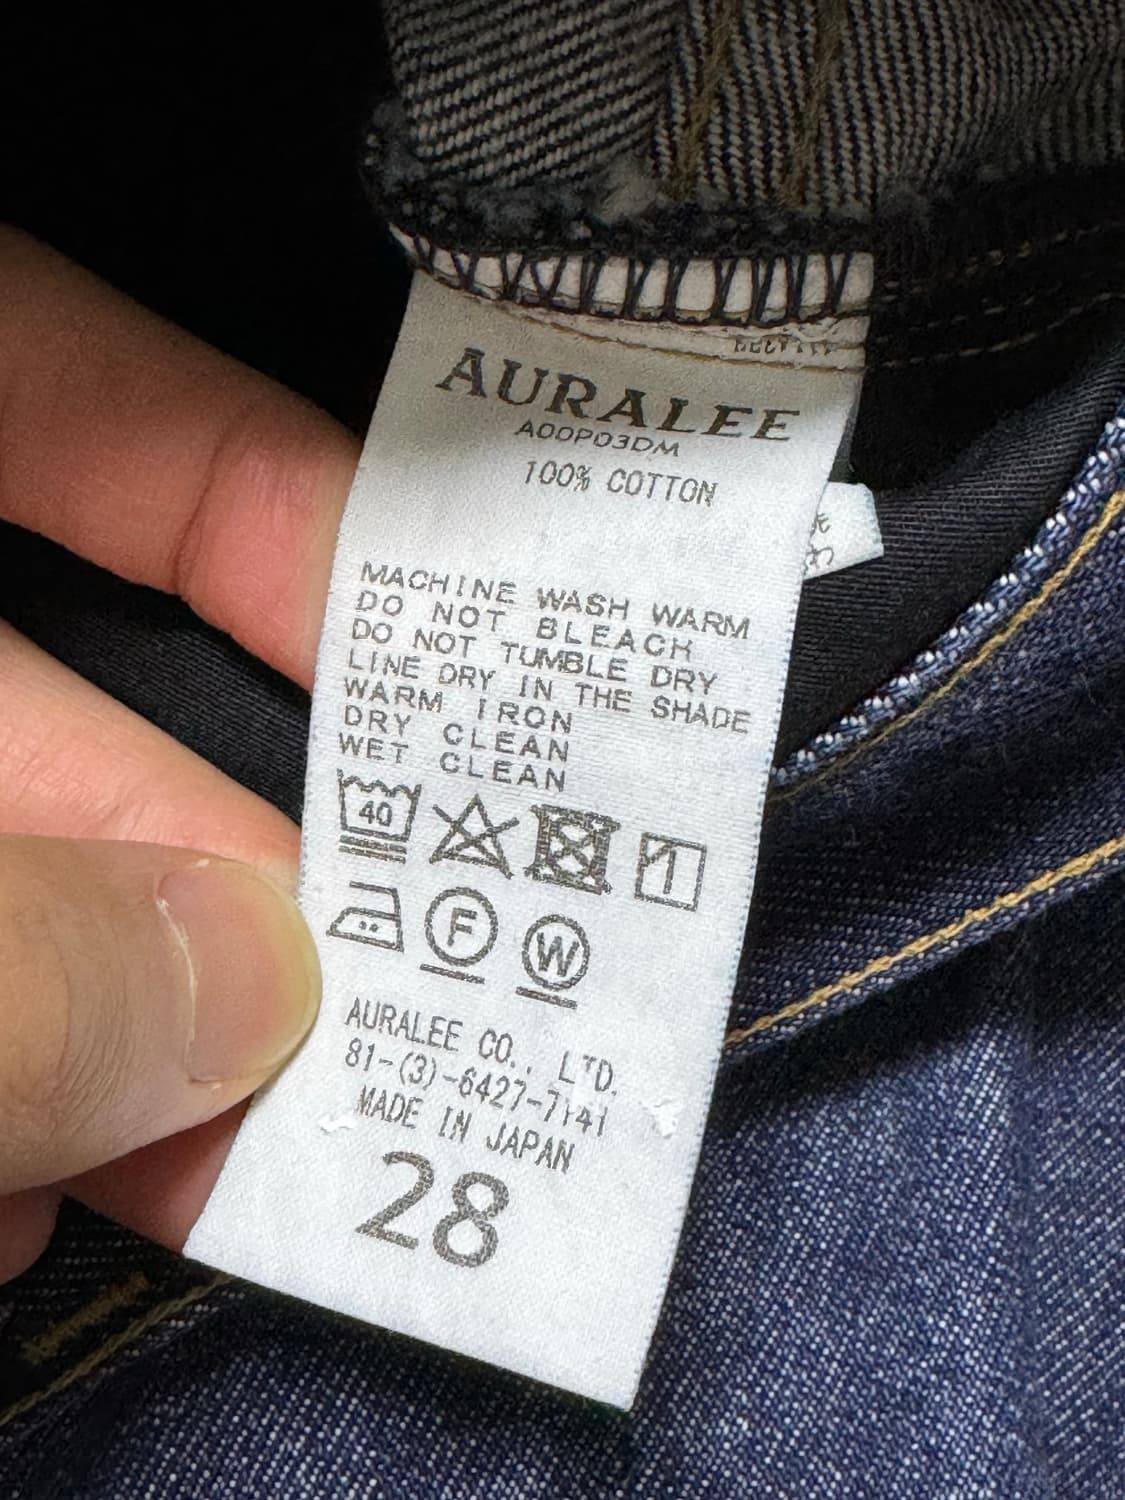 AURALEE
A00P03DM
100% COTTON
MACHINE WASH WARM
DO NOT BLEACH
DO NOT TUMBLE DRY
LINE DRY IN THE SHADE
WARM IRON
DRY CLEAN
WET CLEAN
40
F W
AURALEE CO., LTD.
81-(3)-6427-7141
MADE IN JAPAN
28